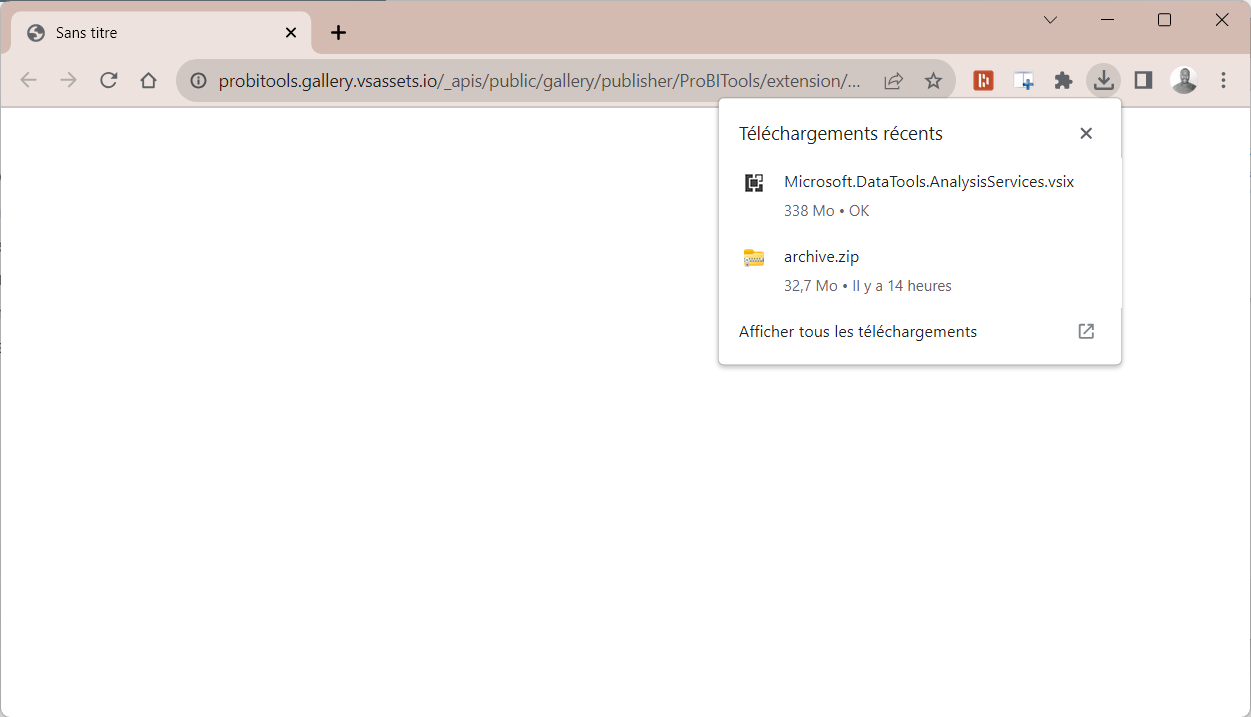 Sans titre
probitools.gallery.vsassets.io/_apis/public/gallery/publisher/ProBITools/extension/...
Téléchargements récents
Microsoft.DataTools.AnalysisServices.vsix
338 Mo • OK
archive.zip
32,7 Mo • Il y a 14 heures
Afficher tous les téléchargements